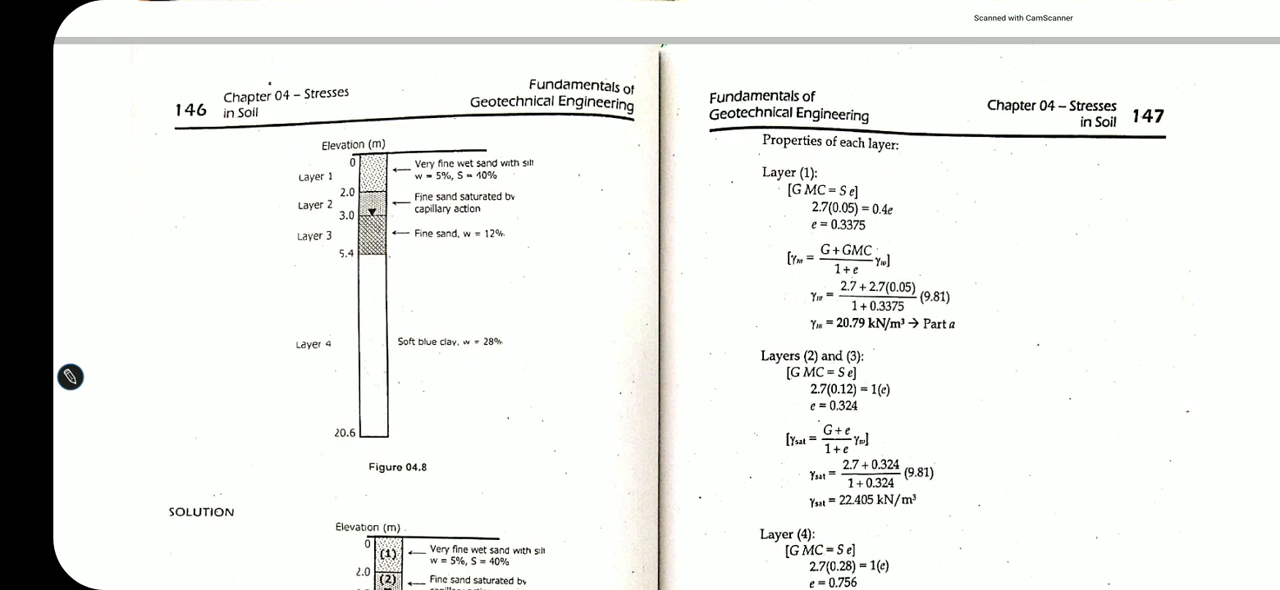 Scanned with CamScanner
146
Chapter 04 – Stresses
in Soil
Fundamentals of
Geotechnical Engineering
Elevation (m)
0
Layer 1
Very fine wet sand with silt
w = 5%, S = 40%
2.0
Layer 2
Fine sand saturated by
capillary action
3.0
Layer 3
Fine sand, w = 12%
5.4
Layer 4
Soft blue clay, w = 28%
20.6
Figure 04.8
SOLUTION
Elevation (m)
0
(1)
Very fine wet sand with silt
w = 5%, S = 40%
2.0
(2)
Fine sand saturated by
Fundamentals of
Geotechnical Engineering
Chapter 04 – Stresses
in Soil
147
Properties of each layer:
Layer (1):
[G MC = S e]
2.7(0.05) = 0.4e
e = 0.3375
[γm = G + GMC / 1 + e γw]
γm = 2.7 + 2.7(0.05) / 1 + 0.3375 (9.81)
γm = 20.79 kN/m³ → Part a
Layers (2) and (3):
[G MC = S e]
2.7(0.12) = 1(e)
e = 0.324
[γsat = G + e / 1 + e γw]
γsat = 2.7 + 0.324 / 1 + 0.324 (9.81)
γsat = 22.405 kN/m³
Layer (4):
[G MC = S e]
2.7(0.28) = 1(e)
e = 0.756